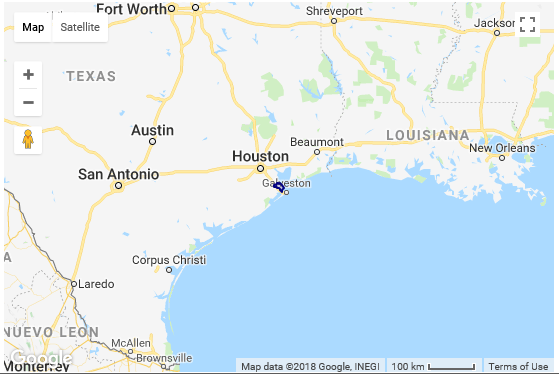 Fort Worth
Shreveport
Map
Satellite
Jackson
TEXAS
Austin
Beaumont
LOUISIANA
Houston
New Orleans
San Antonio
Galveston
A
Corpus Christi
Laredo
NUEVO LEON
McAllen
Google
Brownsville
Monterrey
Map data ©2018 Google, INEGI
100 km
Terms of Use